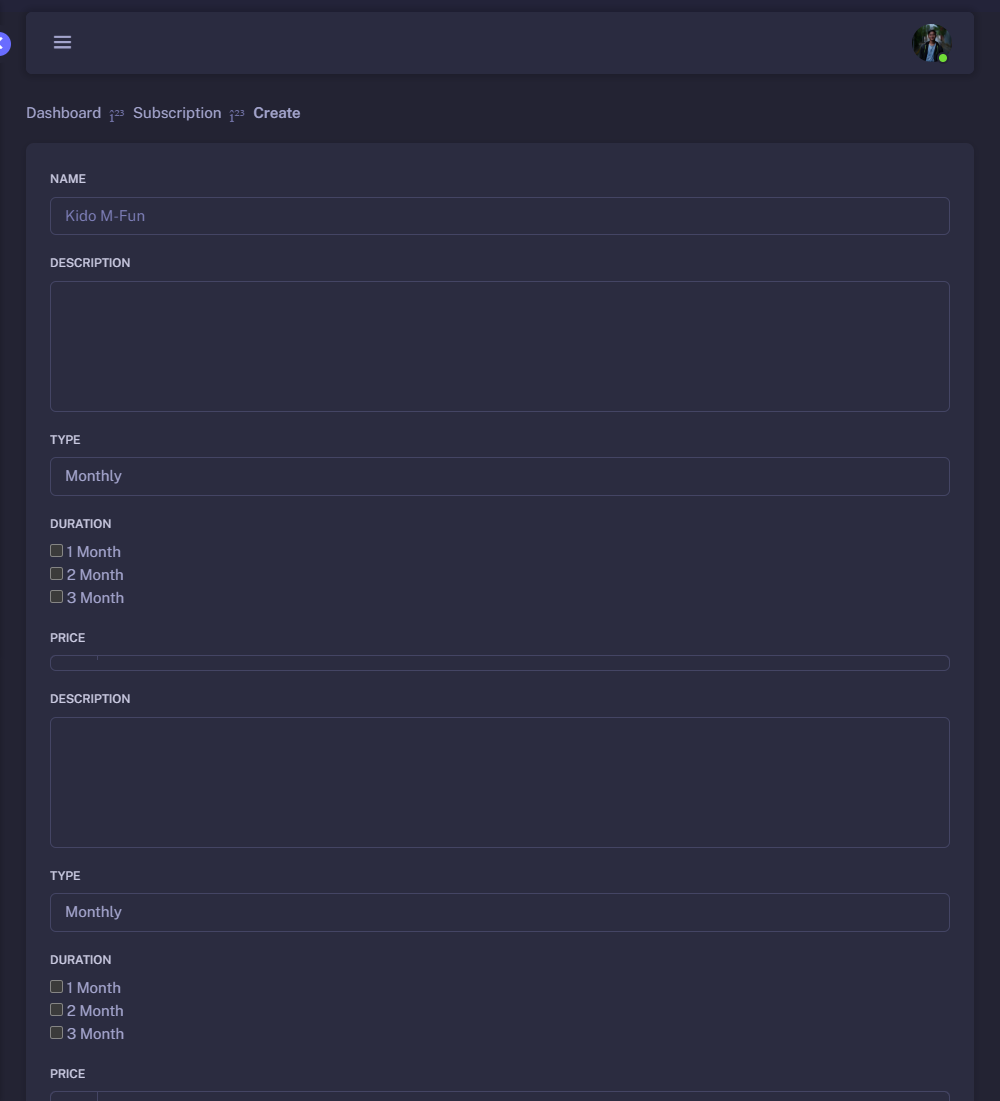 Dashboard Subscription Create
NAME
Kido M-Fun
DESCRIPTION
TYPE
Monthly
DURATION
1 Month
2 Month
3 Month
PRICE
DESCRIPTION
TYPE
Monthly
DURATION
1 Month
2 Month
3 Month
PRICE